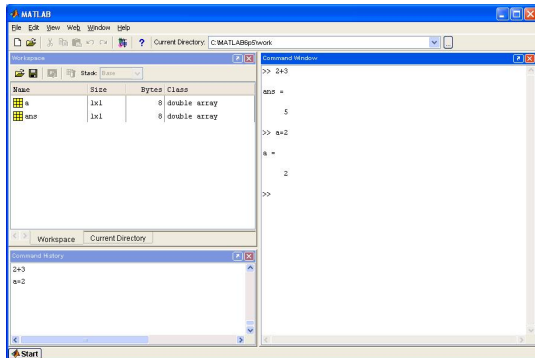 MATLAB
File Edit View Web Window Help
Current Directory: C:\MATLAB6p5\work
Workspace
Stack: Base
Name Size Bytes Class
a 1x1 8 double array
ans 1x1 8 double array
Workspace Current Directory
Command History
2+3
a=2
Command Window
>> 2+3
ans =
5
>> a=2
a =
2
>>
Start